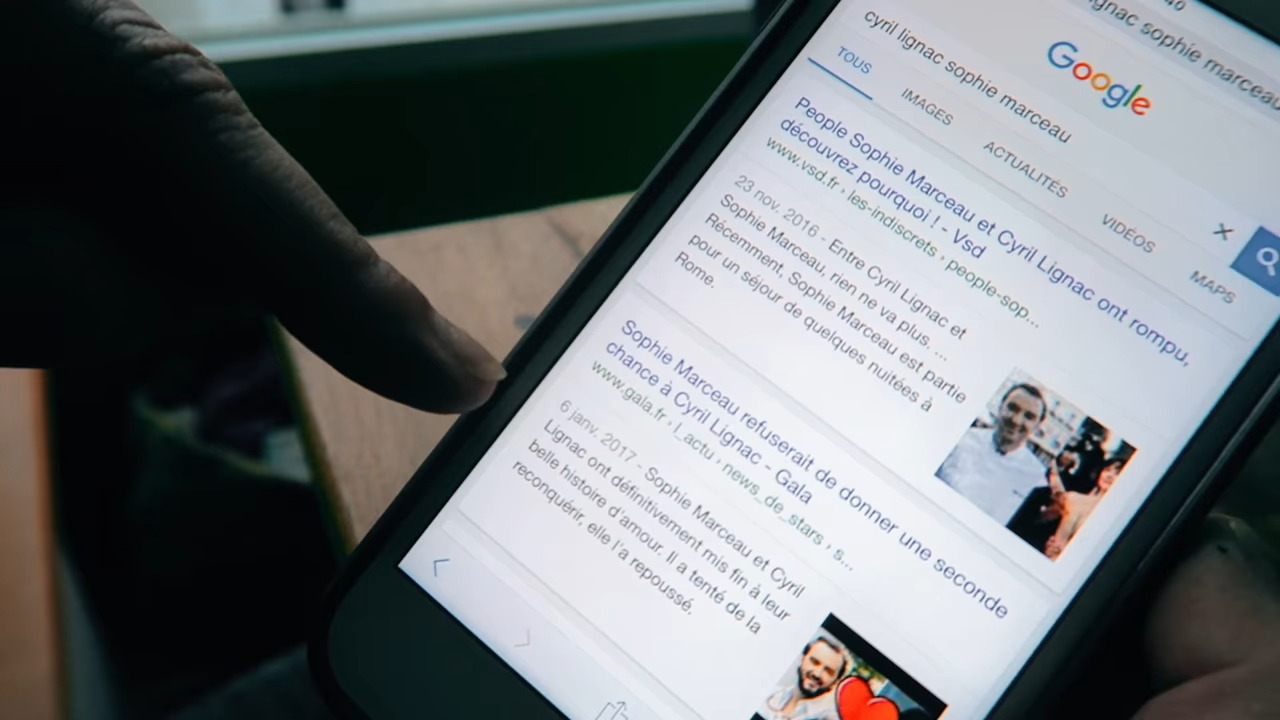 gnac sophie marceau
Google
cyril lignac sophie marceau
TOUS
IMAGES
ACTUALITÉS
VIDÉOS
MAPS
People Sophie Marceau et Cyril Lignac ont rompu,
découvrez pourquoi ! - Vsd
www.vsd.fr › les-indiscrets › people-sop...
23 nov. 2016 - Entre Cyril Lignac et
Sophie Marceau, rien ne va plus. ...
Récemment, Sophie Marceau est partie
pour un séjour de quelques nuitées à
Rome.
Sophie Marceau refuserait de donner une seconde
chance à Cyril Lignac - Gala
www.gala.fr › l_actu › news_de_stars › s...
6 janv. 2017 - Sophie Marceau et Cyril
Lignac ont définitivement mis fin à leur
belle histoire d'amour. Il a tenté de la
reconquérir, elle l'a repoussé.